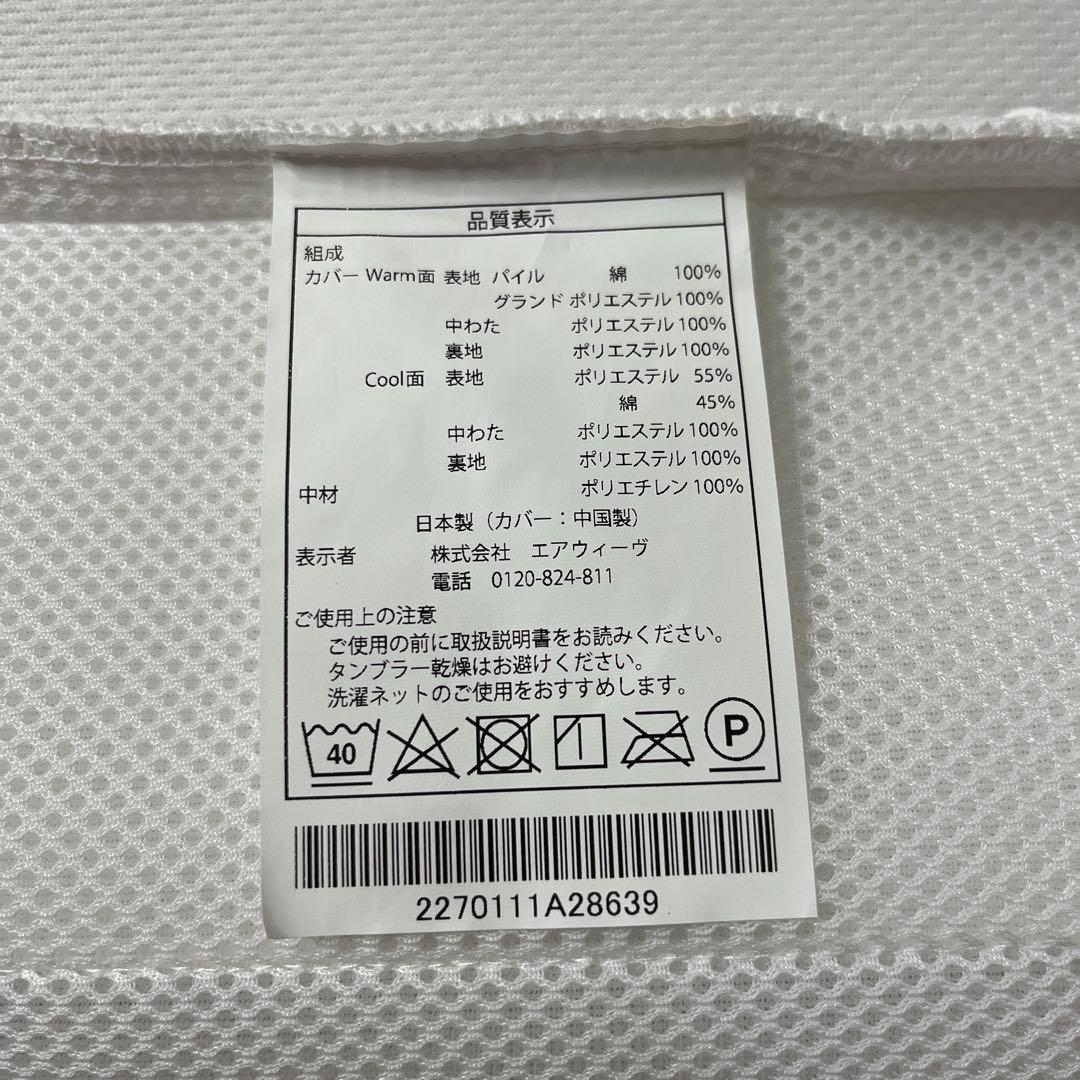 品質表示
組成
カバー Warm面 表地 パイル 綿 100%
グランド ポリエステル 100%
中わた ポリエステル 100%
裏地 ポリエステル 100%
Cool面 表地 ポリエステル 55%
綿 45%
中わた ポリエステル 100%
裏地 ポリエステル 100%
中材 ポリエチレン 100%
日本製（カバー：中国製）
表示者 株式会社 エアウィーヴ
電話 0120-824-811
ご使用上の注意
ご使用の前に取扱説明書をお読みください。
タンブラー乾燥はお避けください。
洗濯ネットのご使用をおすすめします。
40 P
2270111A28639